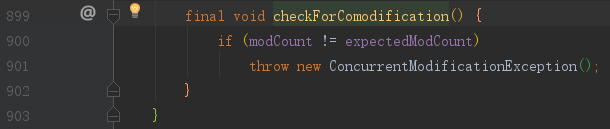 899 @ final void checkForComodification() {
900 if (modCount != expectedModCount)
901 throw new ConcurrentModificationException();
902 }
903 }